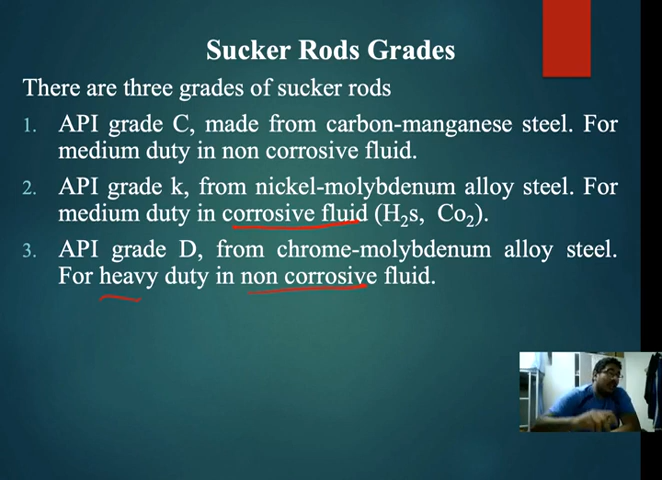 Sucker Rods Grades
There are three grades of sucker rods
1. API grade C, made from carbon-manganese steel. For
medium duty in non corrosive fluid.
2. API grade k, from nickel-molybdenum alloy steel. For
medium duty in corrosive fluid (H₂s, Co₂).
3. API grade D, from chrome-molybdenum alloy steel.
For heavy duty in non corrosive fluid.